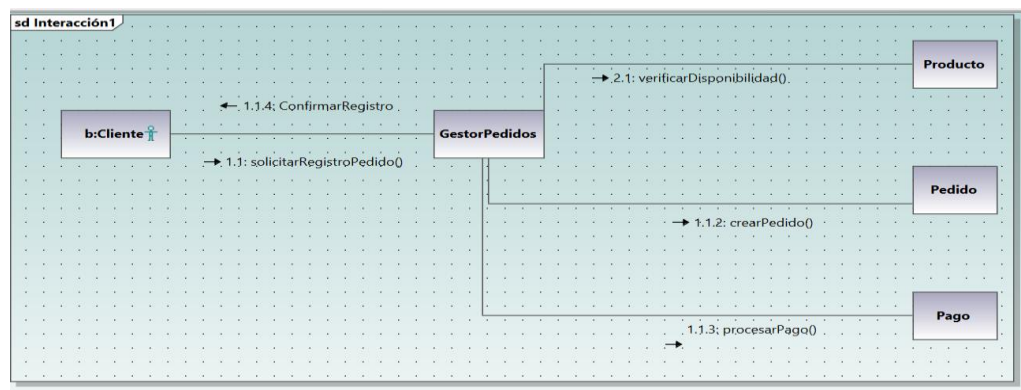 sd Interacción1
Producto
2.1: verificarDisponibilidad()
1.1.4: ConfirmarRegistro
b:Cliente
GestorPedidos
1.1: solicitarRegistroPedido()
Pedido
1.1.2: crearPedido()
Pago
1.1.3: procesarPago()